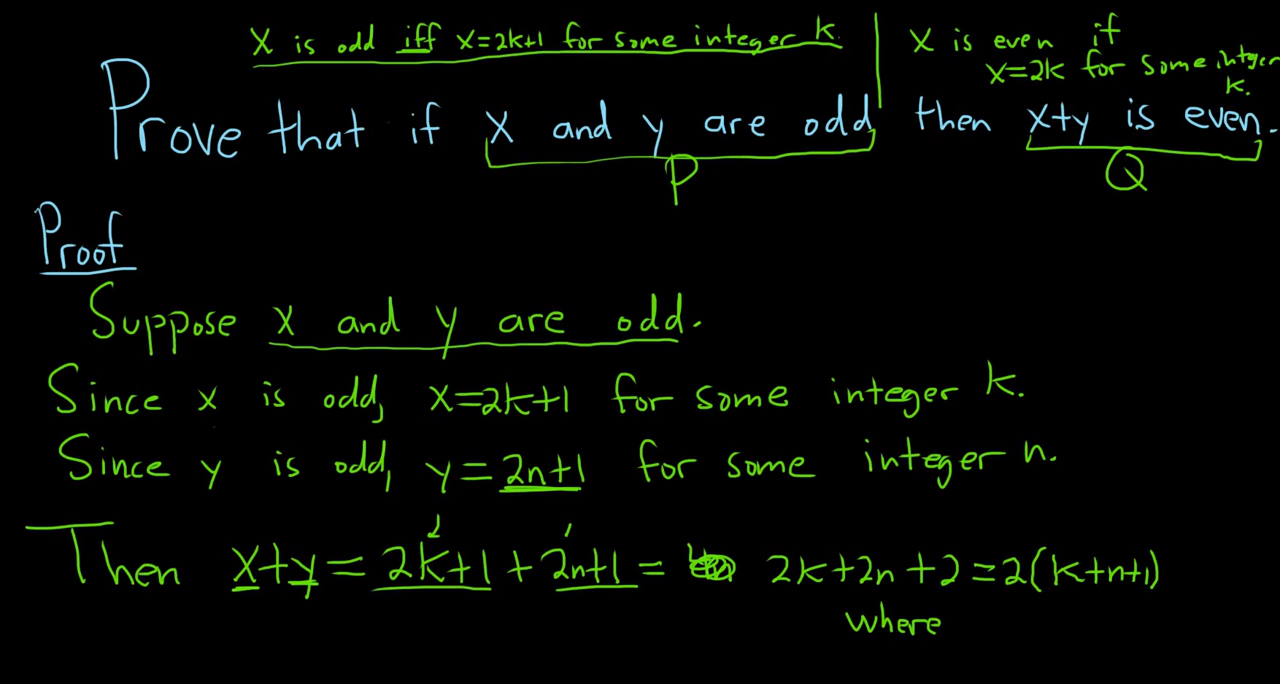 X is odd iff x=2k+1 for some integer k.
X is even if
x=2k for some intger
k.
Prove that if x and y are odd, then x+y is even.
P
Q
Proof
Suppose x and y are odd.
Since x is odd, x=2k+1 for some integer k.
Since y is odd, y=2n+1 for some integer n.
Then x+y = 2k+1 + 2n+1 = 2k+2n+2=2(k+n+1)
where